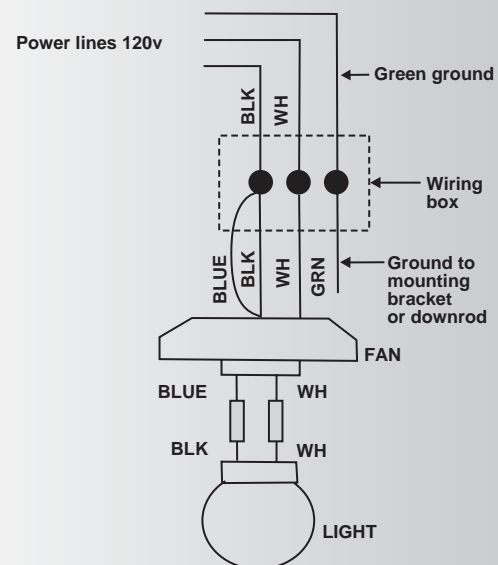 Power lines 120v
Green ground
BLK
WH
Wiring
box
BLUE
BLK
WH
GRN
Ground to
mounting
bracket
or downrod
FAN
BLUE
WH
BLK
WH
LIGHT